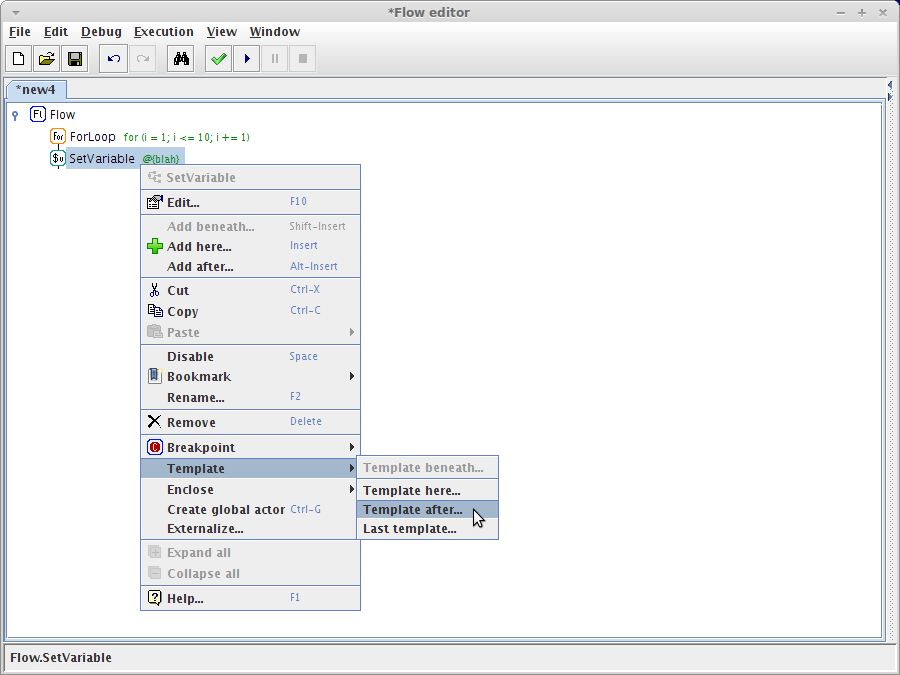 *Flow editor
File Edit Debug Execution View Window
*new4
Flow
ForLoop for (i = 1; i <= 10; i += 1)
SetVariable @{blah}
SetVariable
Edit... F10
Add beneath... Shift-Insert
Add here... Insert
Add after... Alt-Insert
Cut Ctrl-X
Copy Ctrl-C
Paste
Disable Space
Bookmark
Rename... F2
Remove Delete
Breakpoint
Template
Template beneath...
Enclose
Template here...
Create global actor Ctrl-G
Template after...
Externalize...
Last template...
Expand all
Collapse all
Help... F1
Flow.SetVariable